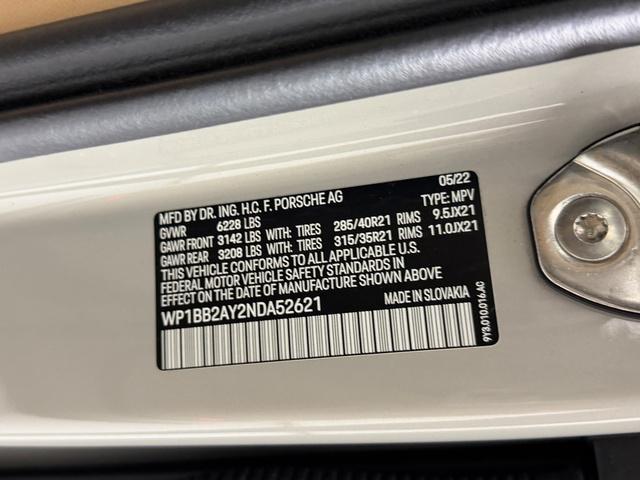 MFD BY DR. ING. H.C. F. PORSCHE AG 05/22
GVWR 6228 LBS TYPE: MPV
GAWR FRONT 3142 LBS WITH: TIRES 285/40R21 RIMS 9.5JX21
GAWR REAR 3208 LBS WITH: TIRES 315/35R21 RIMS 11.0JX21
THIS VEHICLE CONFORMS TO ALL APPLICABLE U.S.
FEDERAL MOTOR VEHICLE SAFETY STANDARDS IN
EFFECT ON THE DATE OF MANUFACTURE SHOWN ABOVE
WP1BB2AY2NDA52621 MADE IN SLOVAKIA
9Y3.010.016.AC